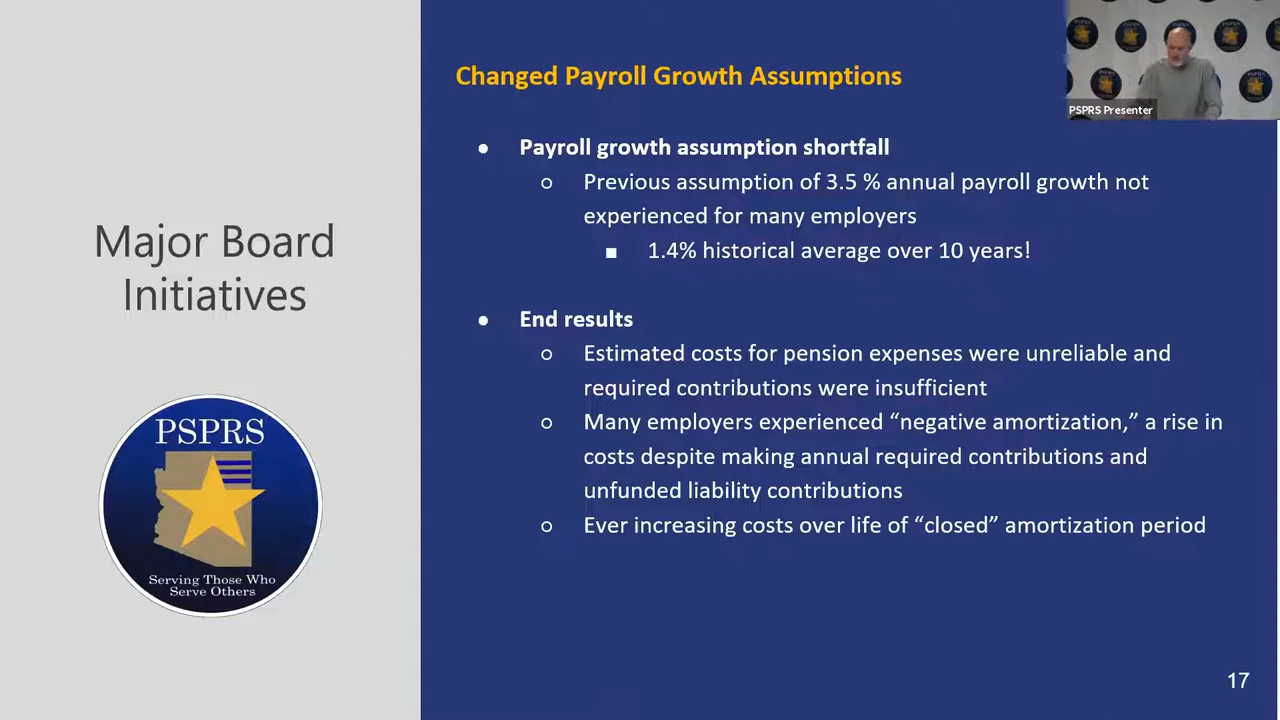 Major Board
Initiatives
PSPRS
Serving Those Who
Serve Others
Changed Payroll Growth Assumptions
● Payroll growth assumption shortfall
○ Previous assumption of 3.5 % annual payroll growth not
experienced for many employers
■ 1.4% historical average over 10 years!
● End results
○ Estimated costs for pension expenses were unreliable and
required contributions were insufficient
○ Many employers experienced “negative amortization,” a rise in
costs despite making annual required contributions and
unfunded liability contributions
○ Ever increasing costs over life of “closed” amortization period
17
PSPRS Presenter